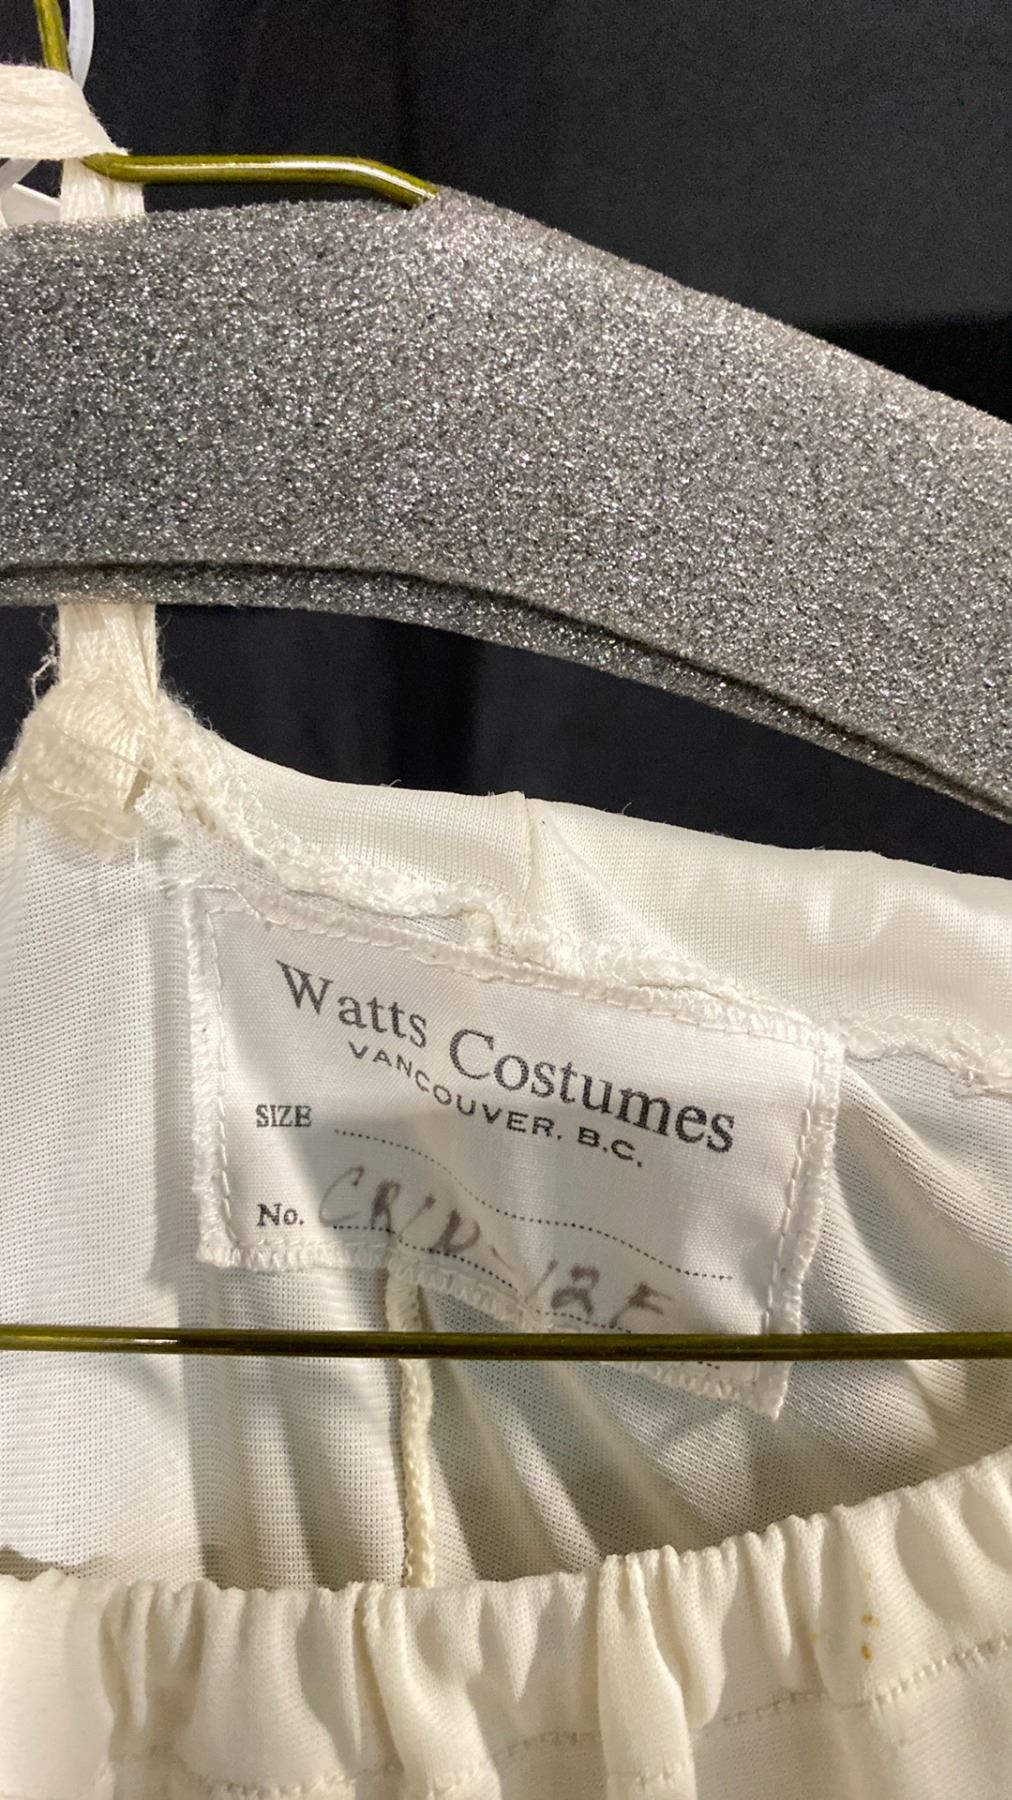 Watts Costumes
VANCOUVER, B.C.
SIZE
No. CRIN-12F